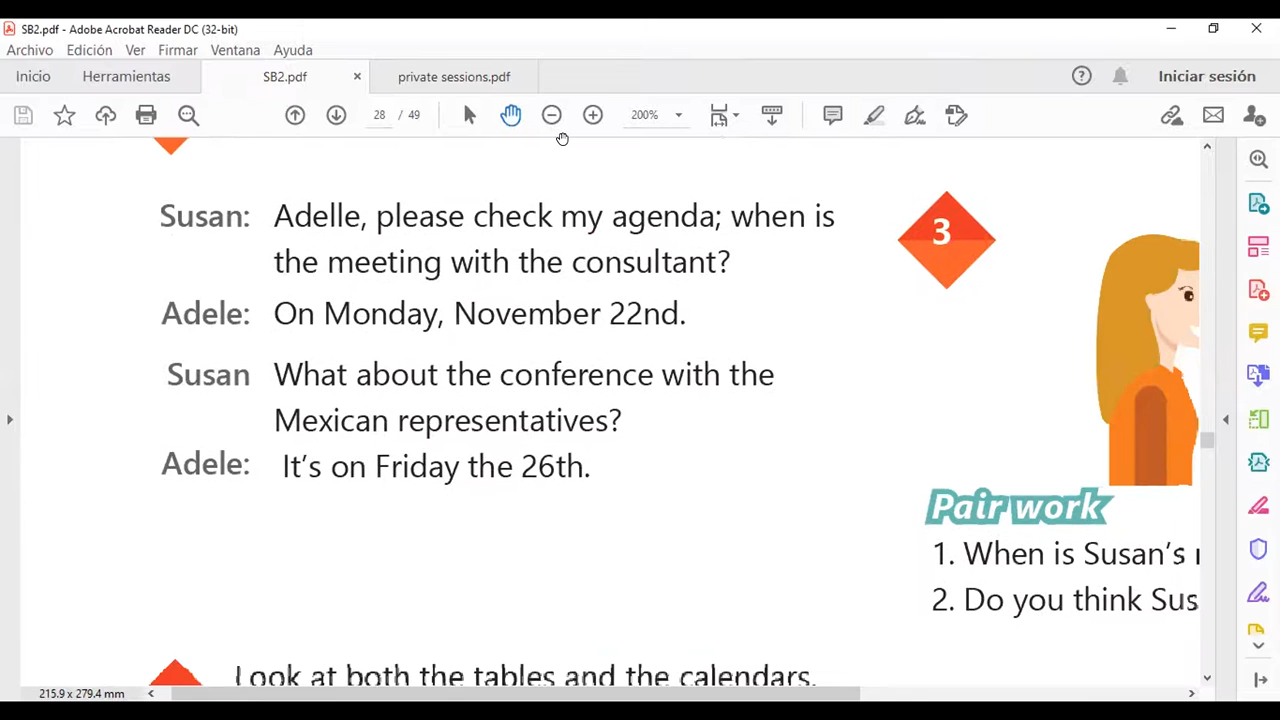 SB2.pdf - Adobe Acrobat Reader DC (32-bit)
Archivo Edición Ver Firmar Ventana Ayuda
Inicio Herramientas SB2.pdf × private sessions.pdf Iniciar sesión
28 / 49 200%
Susan: Adelle, please check my agenda; when is
the meeting with the consultant?
Adele: On Monday, November 22nd.
Susan What about the conference with the
Mexican representatives?
Adele: It's on Friday the 26th.
3
Pair work
1. When is Susan's
2. Do you think Sus
Look at both the tables and the calendars.
215.9 x 279.4 mm